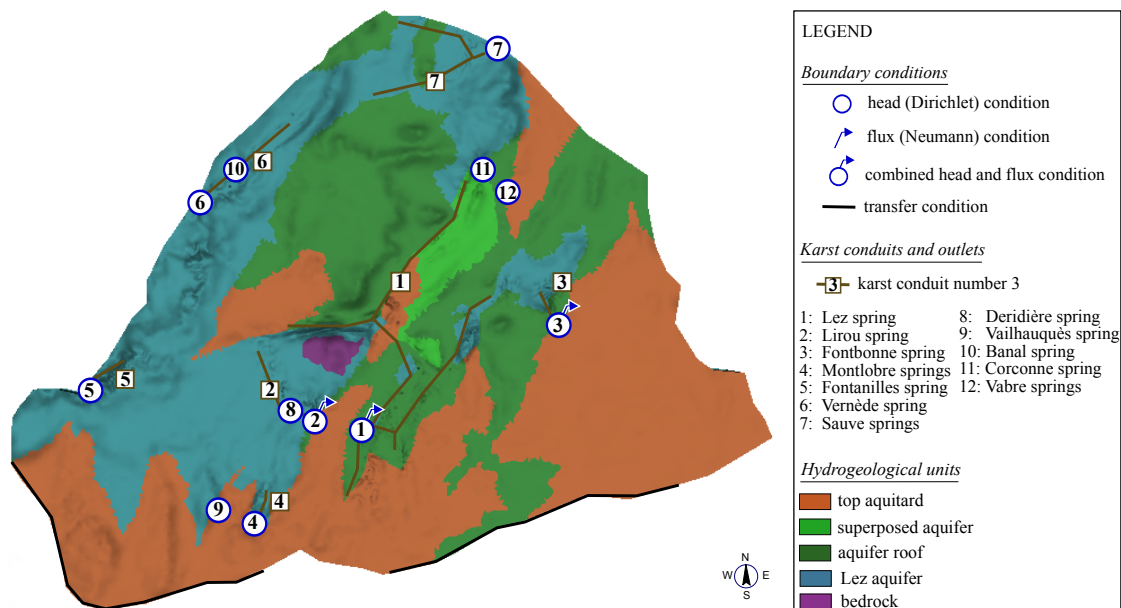 7
7
10
6
6
11
12
1
3
3
5
5
2
8
2
1
9
4
4
N
W E
S
LEGEND
Boundary conditions
head (Dirichlet) condition
flux (Neumann) condition
combined head and flux condition
transfer condition
Karst conduits and outlets
3 karst conduit number 3
1: Lez spring
2: Lirou spring
3: Fontbonne spring
4: Montlobre springs
5: Fontanilles spring
6: Vernède spring
7: Sauve springs
8: Deridière spring
9: Vailhauquès spring
10: Banal spring
11: Corconne spring
12: Vabre springs
Hydrogeological units
top aquitard
superposed aquifer
aquifer roof
Lez aquifer
bedrock